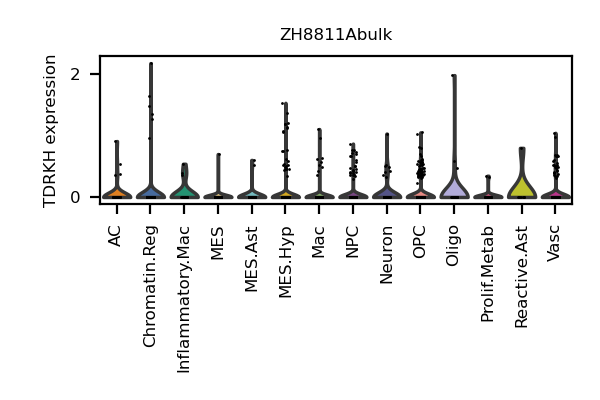 ZH8811Abulk
TDRKH expression
2
0
AC
Chromatin.Reg
Inflammatory.Mac
MES
MES.Ast
MES.Hyp
Mac
NPC
Neuron
OPC
Oligo
Prolif.Metab
Reactive.Ast
Vasc